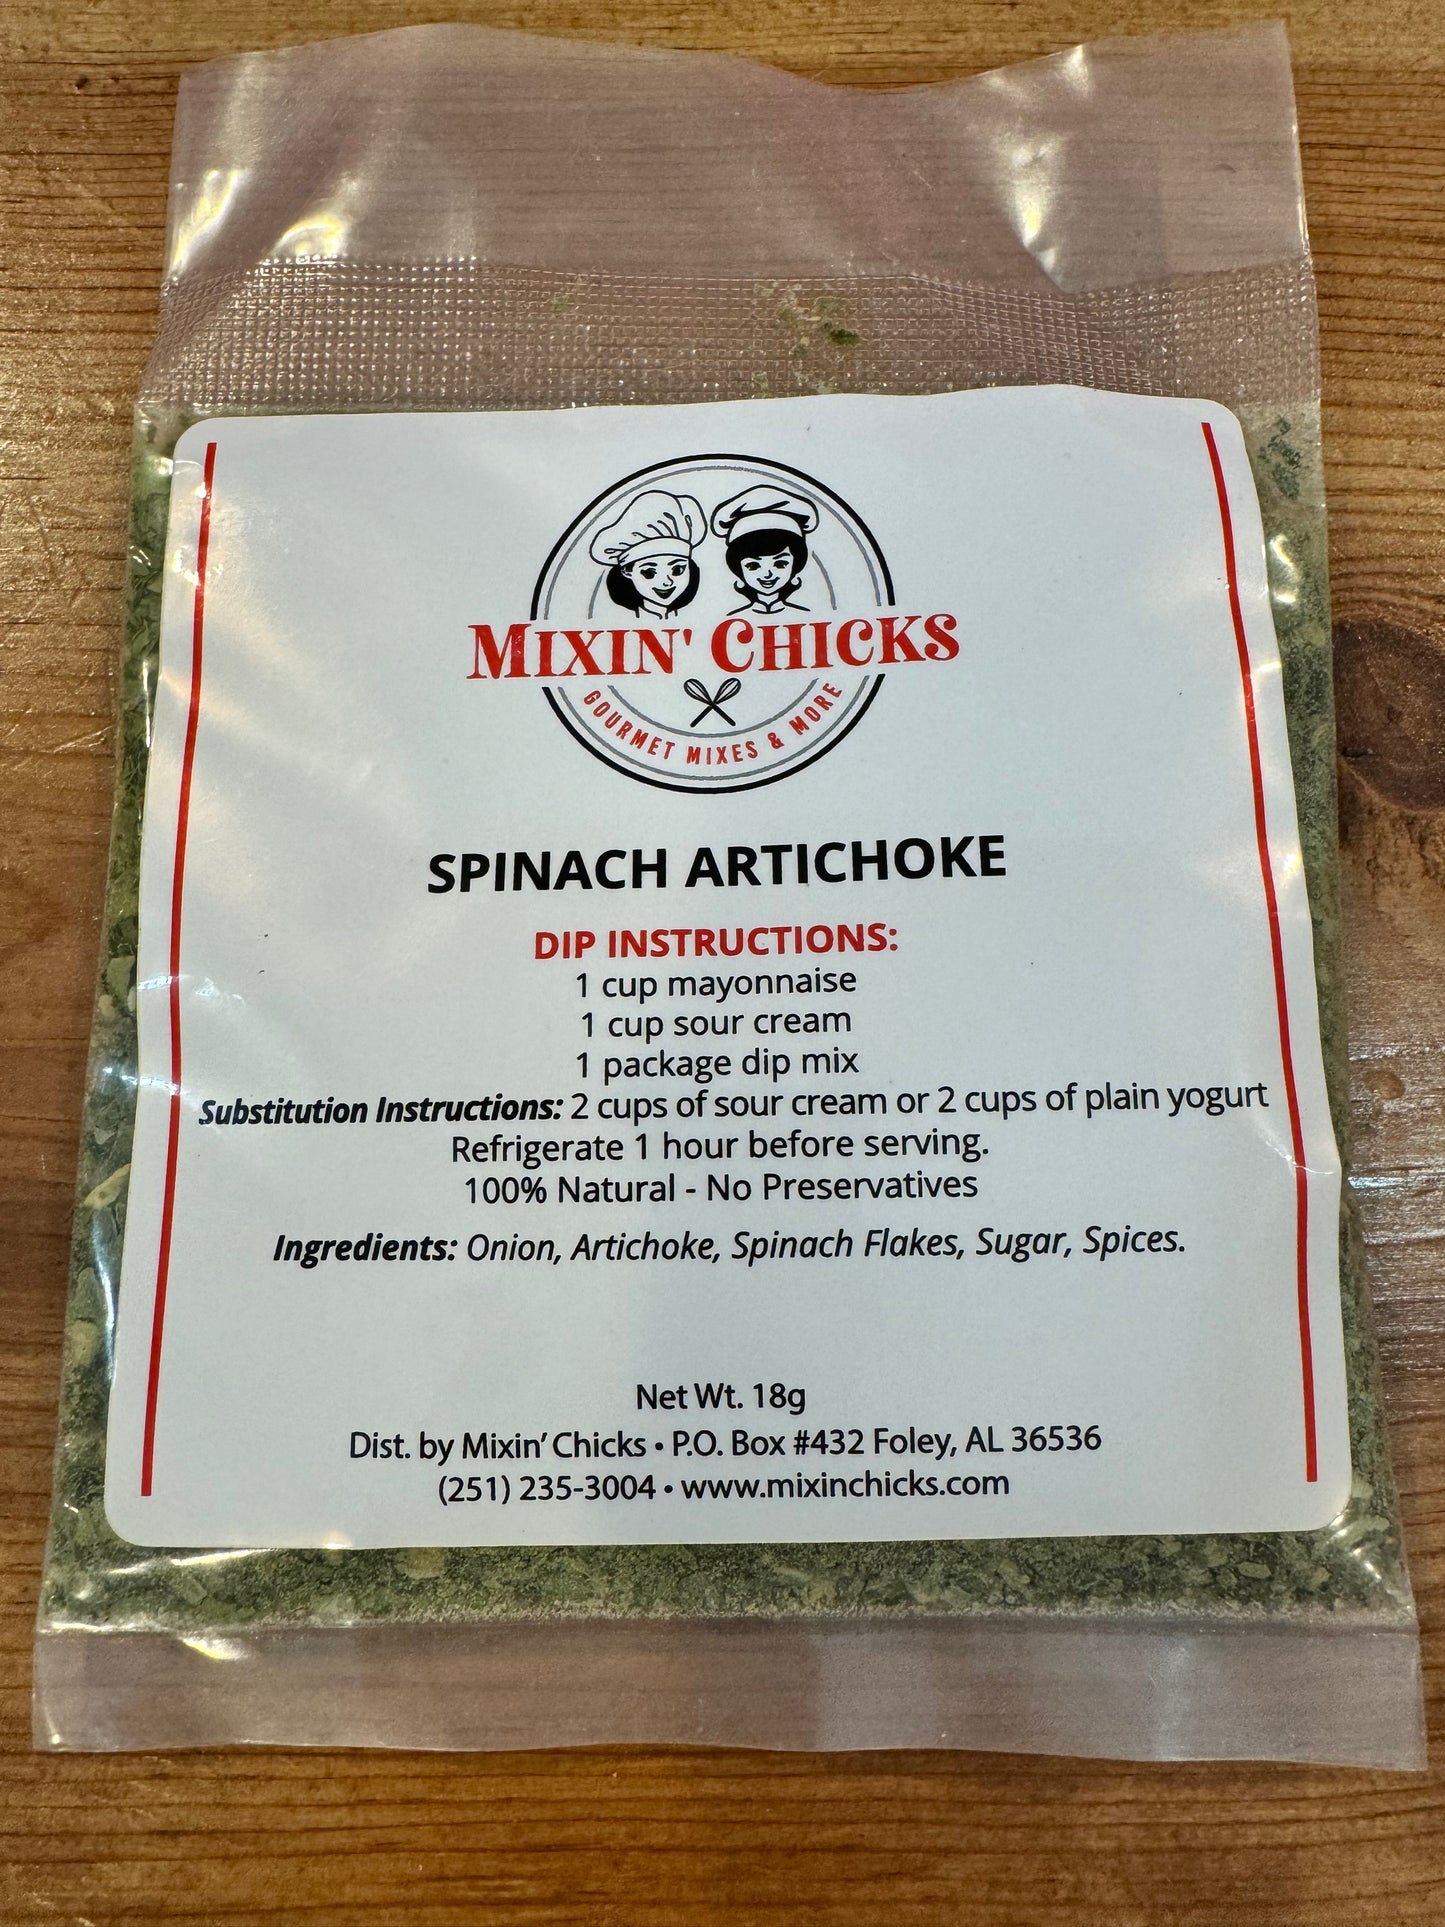 MIXIN' CHICKS
GOURMET MIXES & MORE
SPINACH ARTICHOKE
DIP INSTRUCTIONS:
1 cup mayonnaise
1 cup sour cream
1 package dip mix
Substitution Instructions: 2 cups of sour cream or 2 cups of plain yogurt
Refrigerate 1 hour before serving.
100% Natural - No Preservatives
Ingredients: Onion, Artichoke, Spinach Flakes, Sugar, Spices.
Net Wt. 18g
Dist. by Mixin' Chicks • P.O. Box #432 Foley, AL 36536
(251) 235-3004 • www.mixinchicks.com